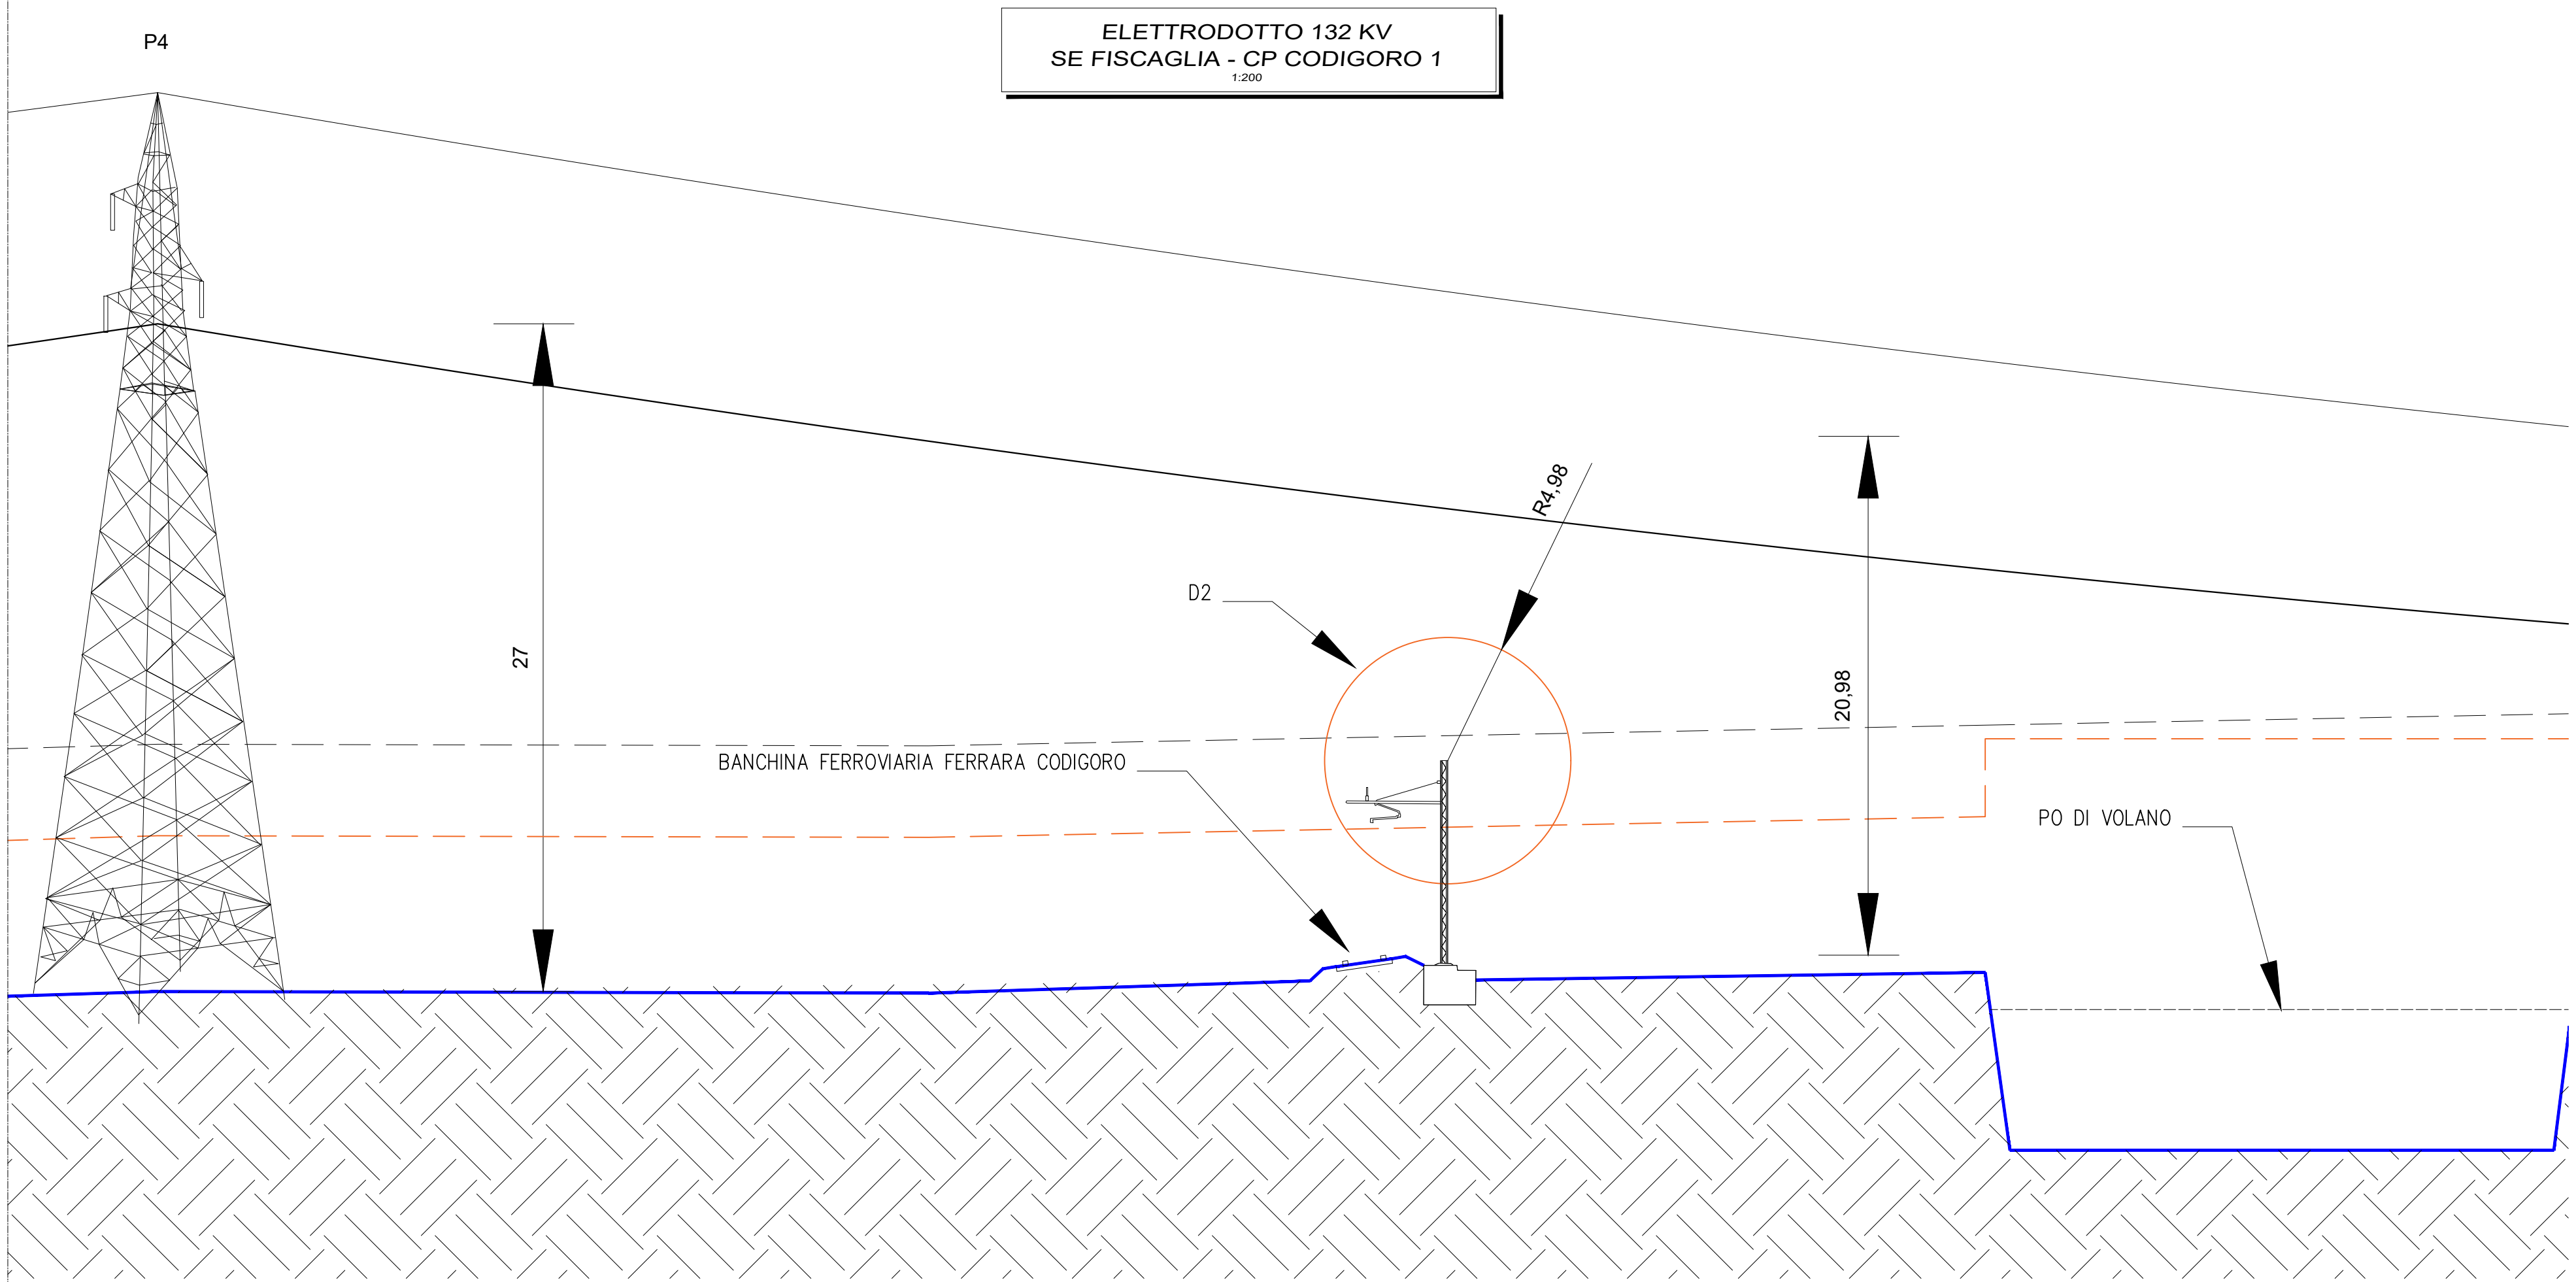 P4
ELETTRODOTTO 132 KV
SE FISCAGLIA - CP CODIGORO 1
1:200
R4,98
D2
27
20,98
BANCHINA FERROVIARIA FERRARA CODIGORO
PO DI VOLANO